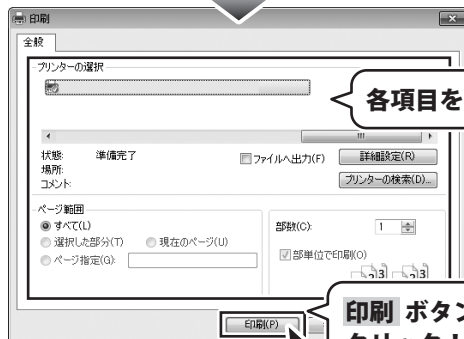 印刷
全般
プリンターの選択
各項目を
状態: 準備完了
ファイルへ出力(F)
詳細設定(R)
場所:
コメント:
プリンターの検索(D)...
ページ範囲
すべて(L)
選択した部分(T) 現在のページ(U)
ページ指定(G):
部数(C): 1
部単位で印刷(O)
2 3 2 3
印刷(P)
印刷 ボタン